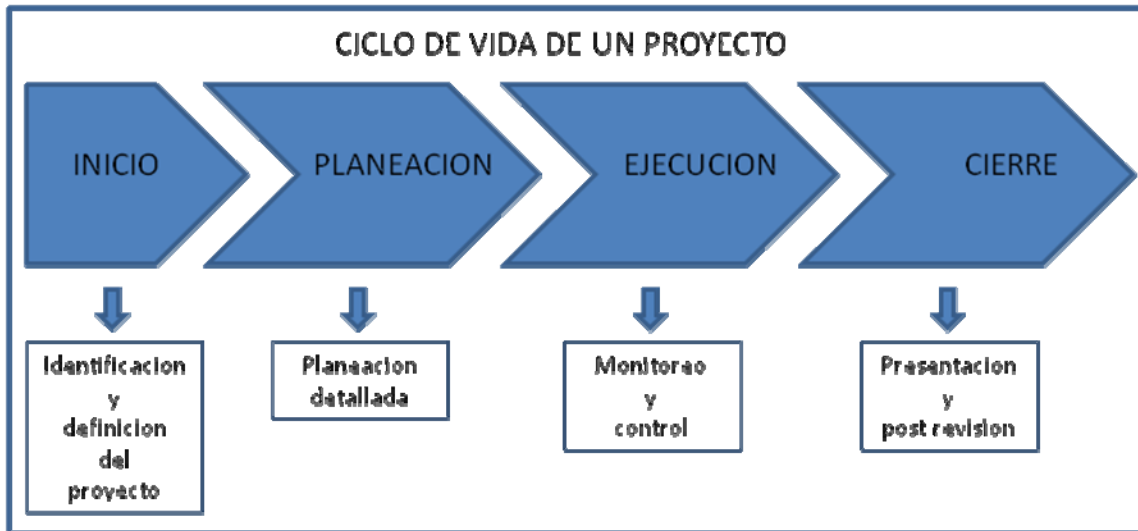 CICLO DE VIDA DE UN PROYECTO
INICIO
PLANEACION
EJECUCION
CIERRE
Identificacion
y
definicion
del
proyecto
Planeacion
detallada
Monitoreo
y
control
Presentacion
y
post revision